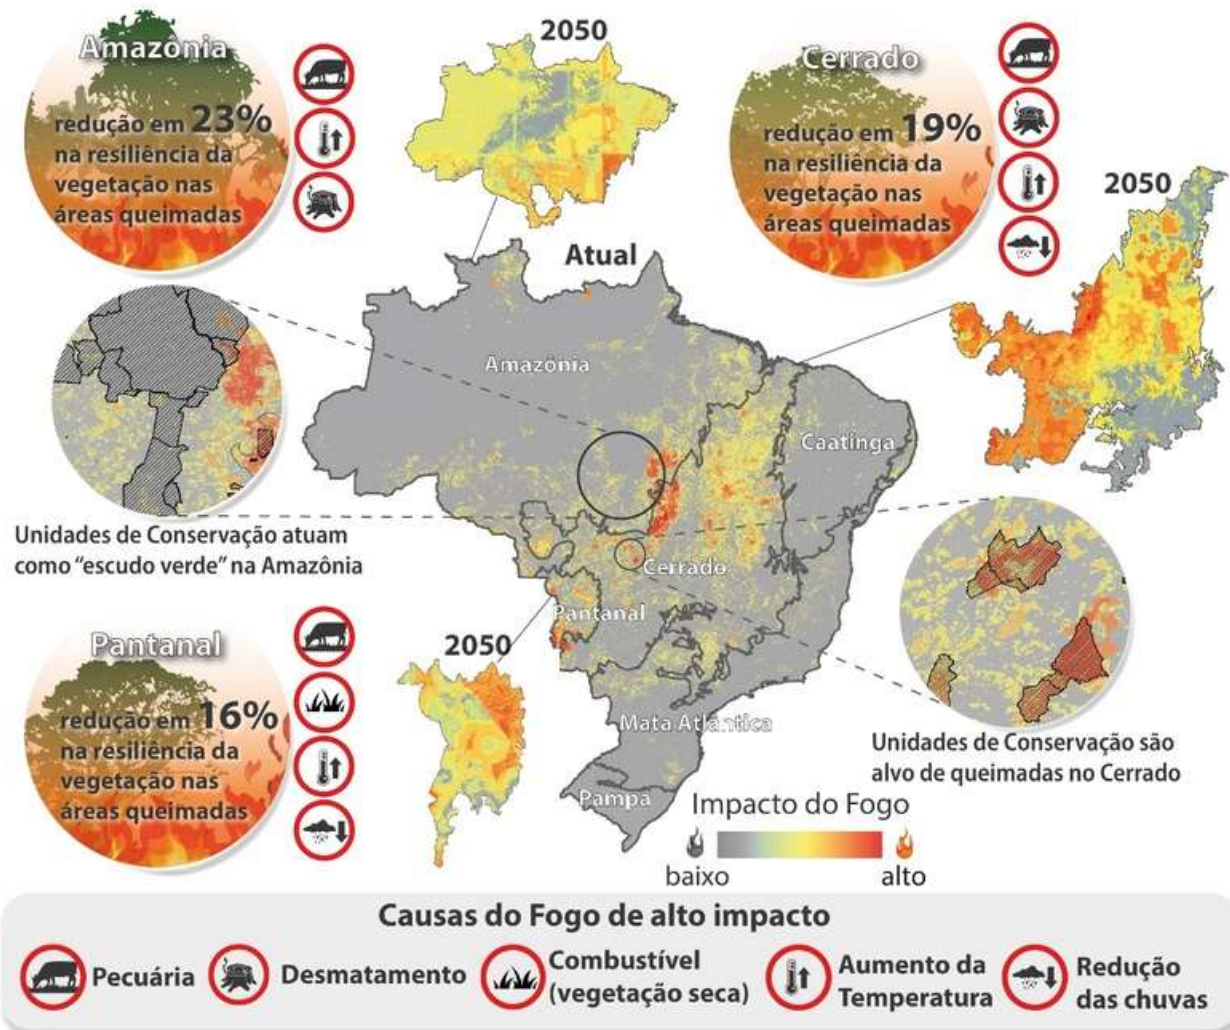 Amazônia
redução em 23%
na resiliência da
vegetação nas
áreas queimadas
2050
Cerrado
redução em 19%
na resiliência da
vegetação nas
áreas queimadas
2050
Atual
Amazônia
Caatinga
Cerrado
Pantanal
Mata Atlântica
Pampa
Unidades de Conservação atuam
como “escudo verde” na Amazônia
Pantanal
redução em 16%
na resiliência da
vegetação nas
áreas queimadas
2050
Unidades de Conservação são
alvo de queimadas no Cerrado
Impacto do Fogo
baixo
alto
Causas do Fogo de alto impacto
Pecuária
Desmatamento
Combustível
(vegetação seca)
Aumento da
Temperatura
Redução
das chuvas